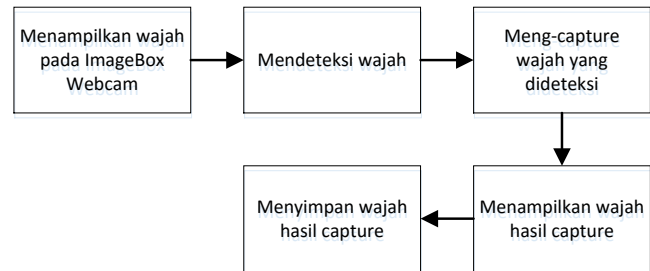 Menampilkan wajah
pada ImageBox
Webcam
Mendeteksi wajah
Meng-capture
wajah yang
dideteksi
Menampilkan wajah
hasil capture
Menyimpan wajah
hasil capture